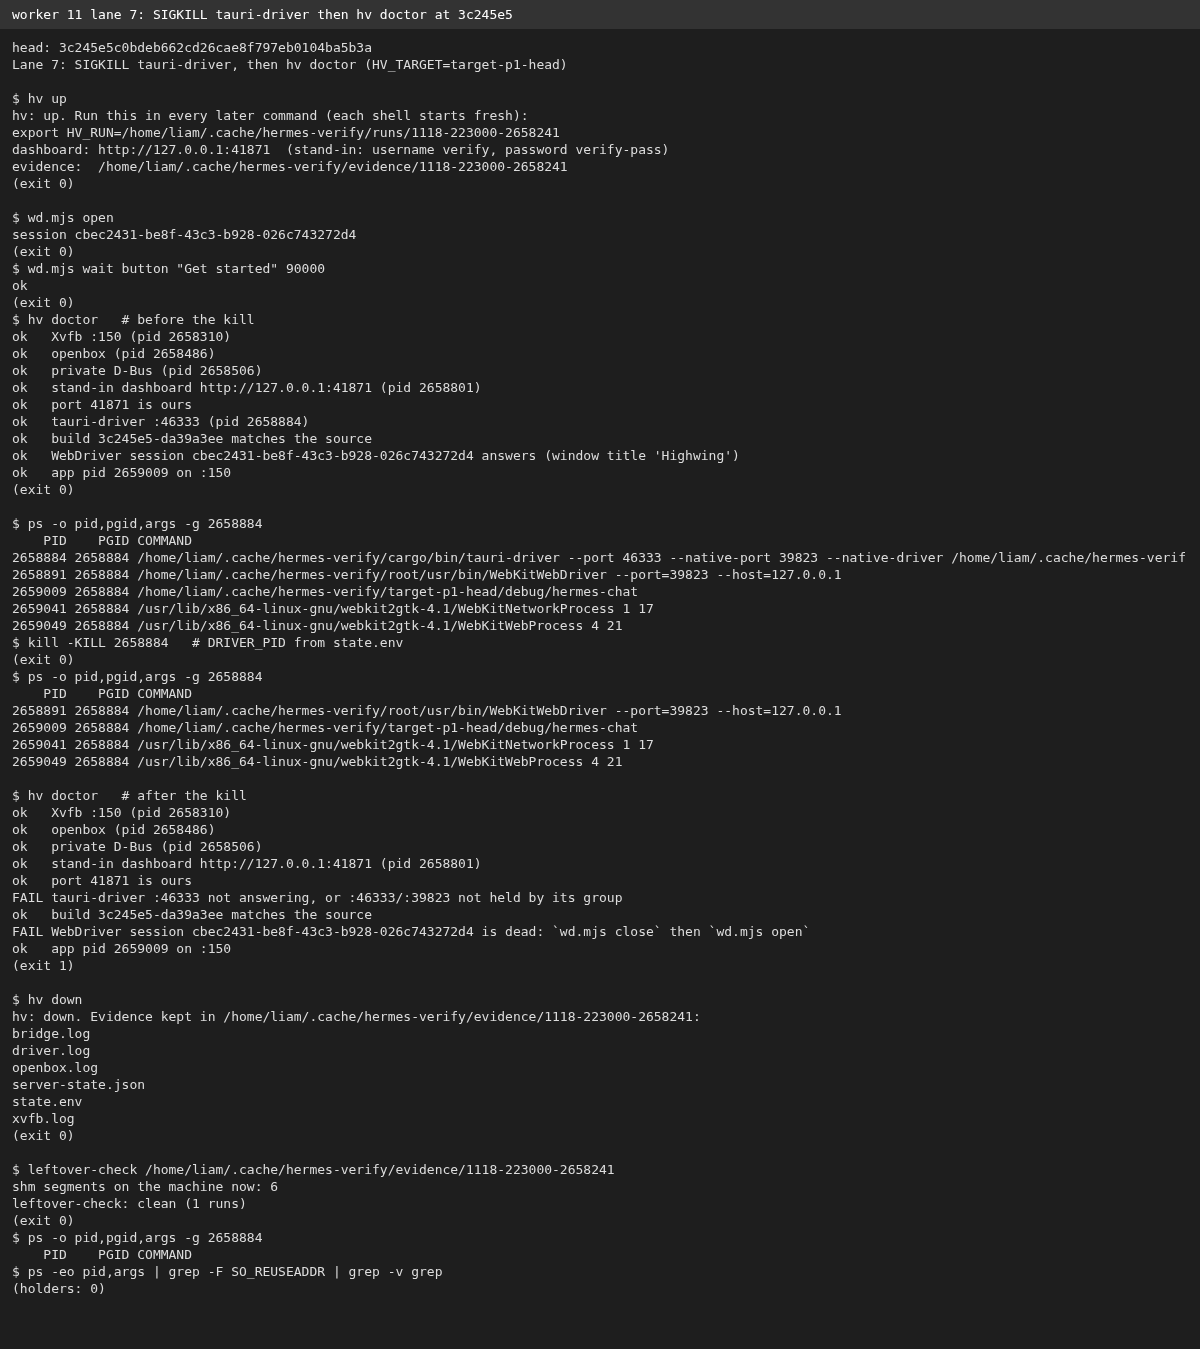 worker 11 lane 7: SIGKILL tauri-driver then hv doctor at 3c245e5
head: 3c245e5c0bdeb662cd26cae8f797eb0104ba5b3a
Lane 7: SIGKILL tauri-driver, then hv doctor (HV_TARGET=target-p1-head)
$ hv up
hv: up. Run this in every later command (each shell starts fresh):
export HV_RUN=/home/liam/.cache/hermes-verify/runs/1118-223000-2658241
dashboard: http://127.0.0.1:41871  (stand-in: username verify, password verify-pass)
evidence:  /home/liam/.cache/hermes-verify/evidence/1118-223000-2658241
(exit 0)
$ wd.mjs open
session cbec2431-be8f-43c3-b928-026c743272d4
(exit 0)
$ wd.mjs wait button "Get started" 90000
ok
(exit 0)
$ hv doctor   # before the kill
ok   Xvfb :150 (pid 2658310)
ok   openbox (pid 2658486)
ok   private D-Bus (pid 2658506)
ok   stand-in dashboard http://127.0.0.1:41871 (pid 2658801)
ok   port 41871 is ours
ok   tauri-driver :46333 (pid 2658884)
ok   build 3c245e5-da39a3ee matches the source
ok   WebDriver session cbec2431-be8f-43c3-b928-026c743272d4 answers (window title 'Highwing')
ok   app pid 2659009 on :150
(exit 0)
$ ps -o pid,pgid,args -g 2658884
    PID    PGID COMMAND
2658884 2658884 /home/liam/.cache/hermes-verify/cargo/bin/tauri-driver --port 46333 --native-port 39823 --native-driver /home/liam/.cache/hermes-verif
2658891 2658884 /home/liam/.cache/hermes-verify/root/usr/bin/WebKitWebDriver --port=39823 --host=127.0.0.1
2659009 2658884 /home/liam/.cache/hermes-verify/target-p1-head/debug/hermes-chat
2659041 2658884 /usr/lib/x86_64-linux-gnu/webkit2gtk-4.1/WebKitNetworkProcess 1 17
2659049 2658884 /usr/lib/x86_64-linux-gnu/webkit2gtk-4.1/WebKitWebProcess 4 21
$ kill -KILL 2658884   # DRIVER_PID from state.env
(exit 0)
$ ps -o pid,pgid,args -g 2658884
    PID    PGID COMMAND
2658891 2658884 /home/liam/.cache/hermes-verify/root/usr/bin/WebKitWebDriver --port=39823 --host=127.0.0.1
2659009 2658884 /home/liam/.cache/hermes-verify/target-p1-head/debug/hermes-chat
2659041 2658884 /usr/lib/x86_64-linux-gnu/webkit2gtk-4.1/WebKitNetworkProcess 1 17
2659049 2658884 /usr/lib/x86_64-linux-gnu/webkit2gtk-4.1/WebKitWebProcess 4 21
$ hv doctor   # after the kill
ok   Xvfb :150 (pid 2658310)
ok   openbox (pid 2658486)
ok   private D-Bus (pid 2658506)
ok   stand-in dashboard http://127.0.0.1:41871 (pid 2658801)
ok   port 41871 is ours
FAIL tauri-driver :46333 not answering, or :46333/:39823 not held by its group
ok   build 3c245e5-da39a3ee matches the source
FAIL WebDriver session cbec2431-be8f-43c3-b928-026c743272d4 is dead: `wd.mjs close` then `wd.mjs open`
ok   app pid 2659009 on :150
(exit 1)
$ hv down
hv: down. Evidence kept in /home/liam/.cache/hermes-verify/evidence/1118-223000-2658241:
bridge.log
driver.log
openbox.log
server-state.json
state.env
xvfb.log
(exit 0)
$ leftover-check /home/liam/.cache/hermes-verify/evidence/1118-223000-2658241
shm segments on the machine now: 6
leftover-check: clean (1 runs)
(exit 0)
$ ps -o pid,pgid,args -g 2658884
    PID    PGID COMMAND
$ ps -eo pid,args | grep -F SO_REUSEADDR | grep -v grep
(holders: 0)